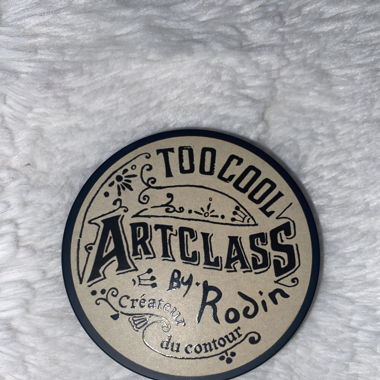 TOO COOL
ARTCLASS
BY Rodin
Créateur
du contour